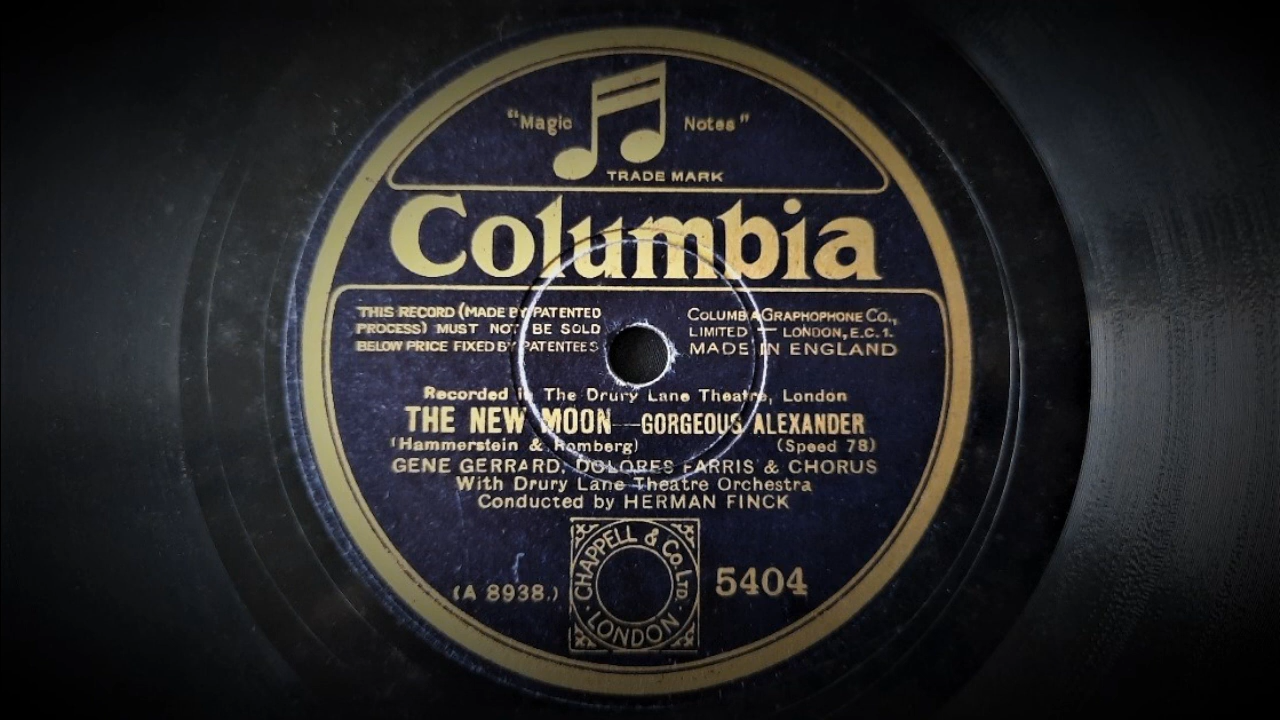 "Magic Notes"
TRADE MARK
Columbia
THIS RECORD (MADE BY PATENTED
PROCESS) MUST NOT BE SOLD
BELOW PRICE FIXED BY PATENTEES
COLUMBIA GRAPHOPHONE Co.,
LIMITED — LONDON, E.C.1.
MADE IN ENGLAND
Recorded in The Drury Lane Theatre, London
THE NEW MOON—GORGEOUS ALEXANDER
(Hammerstein & Romberg) (Speed 78)
GENE GERRARD, DOLORES FARRIS & CHORUS
With Drury Lane Theatre Orchestra
Conducted by HERMAN FINCK
(A 8938.)
CHAPPELL & Co. LTD
· LONDON ·
5404